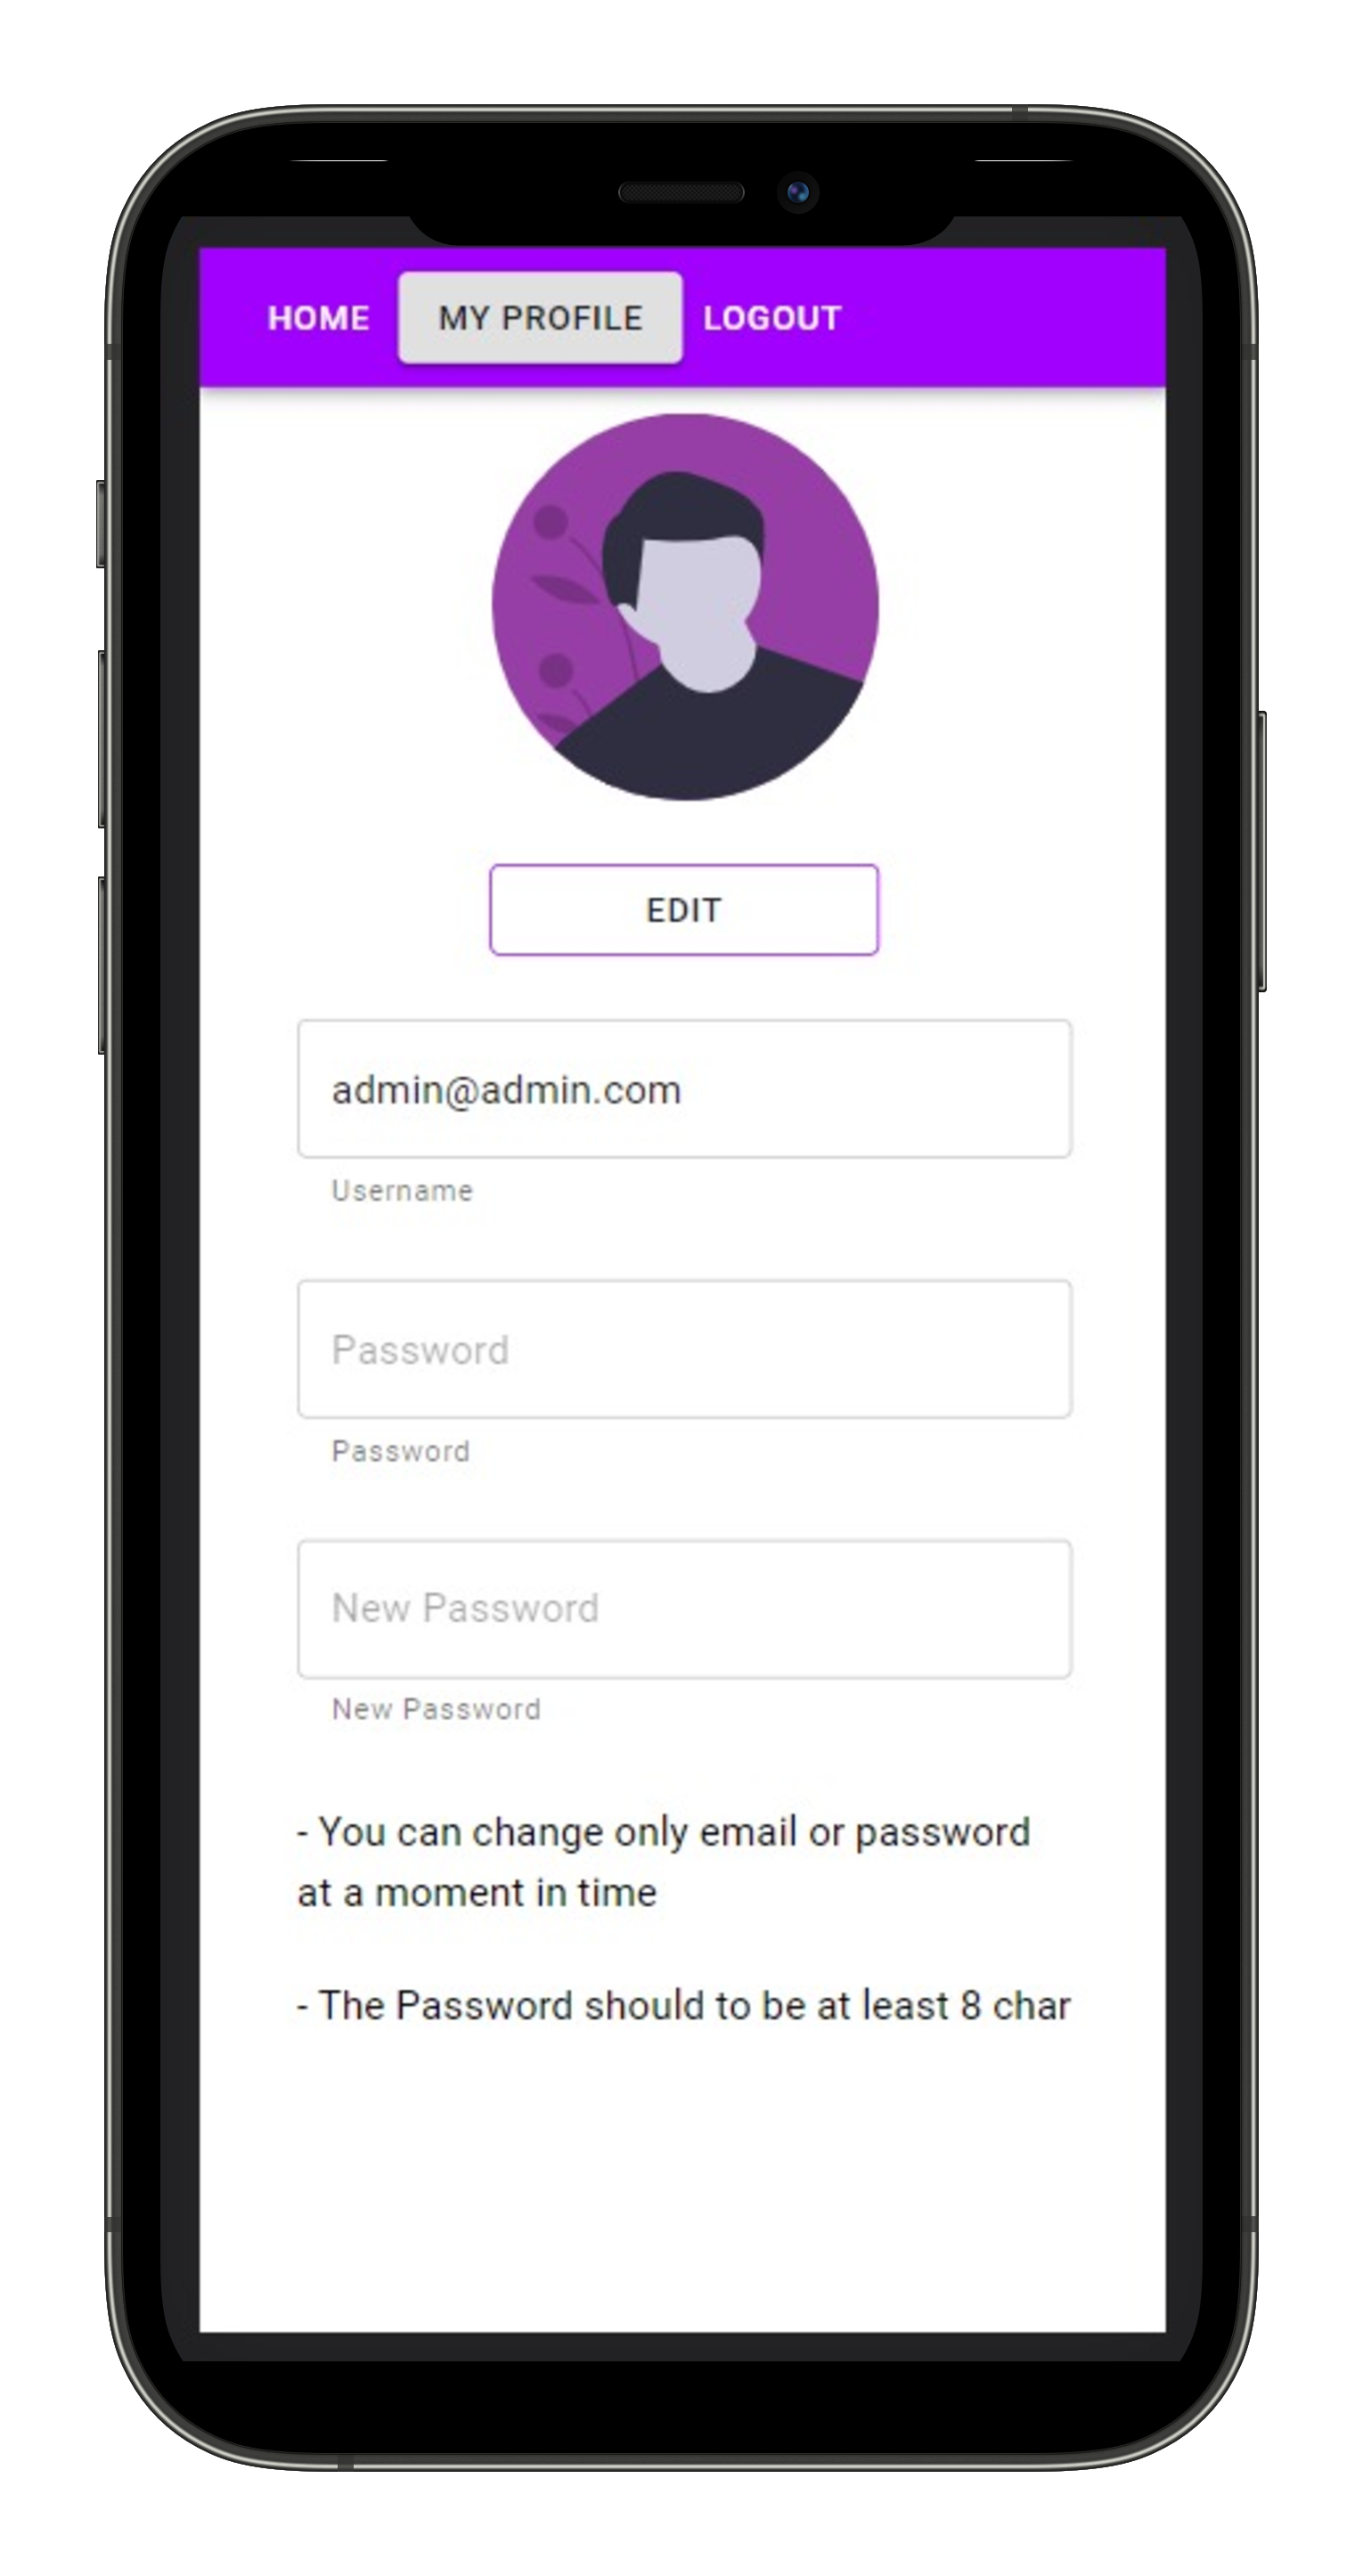 HOME MY PROFILE LOGOUT
EDIT
admin@admin.com
Username
Password
Password
New Password
New Password
- You can change only email or password
at a moment in time
- The Password should to be at least 8 char